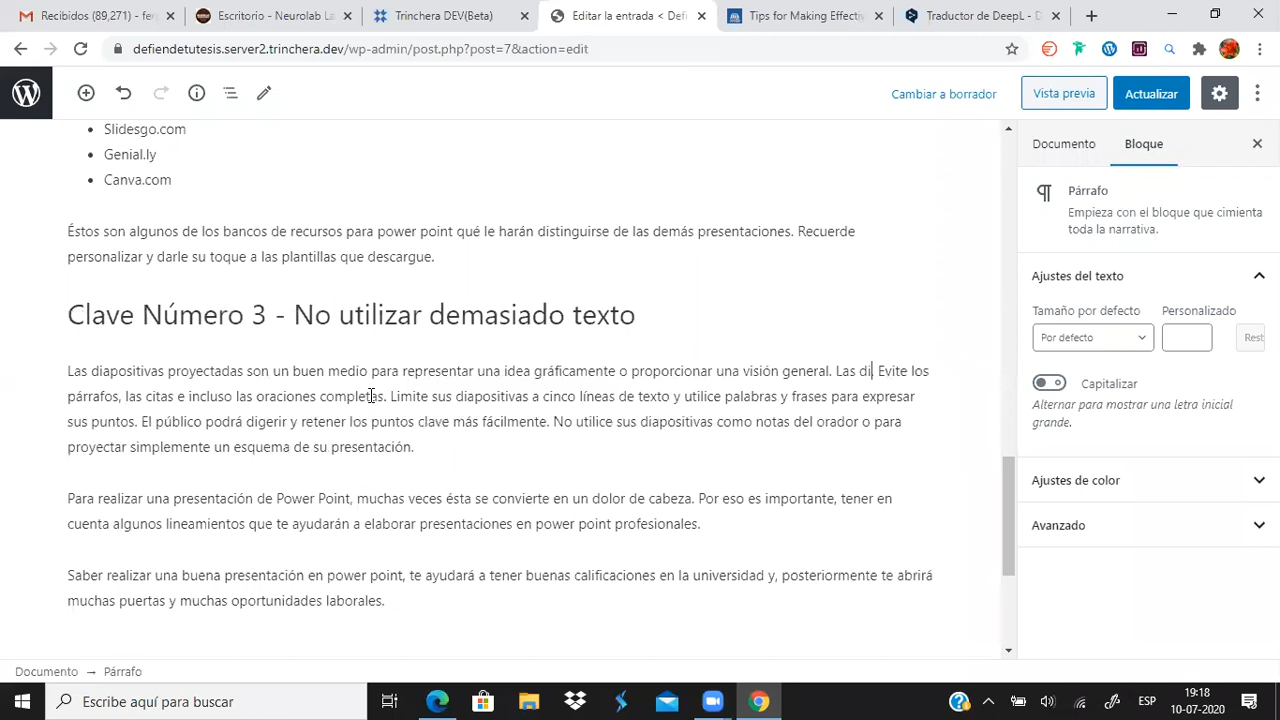 Recibidos (89,271) - fer
Escritorio ‹ Neurolab La
Trinchera DEV(Beta)
Editar la entrada ‹ Defi
Tips for Making Effecti
Traductor de DeepL - D
defiendetutesis.server2.trinchera.dev/wp-admin/post.php?post=7&action=edit
Cambiar a borrador
Vista previa
Actualizar
Slidesgo.com
Genial.ly
Canva.com
Éstos son algunos de los bancos de recursos para power point qué le harán distinguirse de las demás presentaciones. Recuerde
personalizar y darle su toque a las plantillas que descargue.
Clave Número 3 - No utilizar demasiado texto
Las diapositivas proyectadas son un buen medio para representar una idea gráficamente o proporcionar una visión general. Las di. Evite los
párrafos, las citas e incluso las oraciones completas. Limite sus diapositivas a cinco líneas de texto y utilice palabras y frases para expresar
sus puntos. El público podrá digerir y retener los puntos clave más fácilmente. No utilice sus diapositivas como notas del orador o para
proyectar simplemente un esquema de su presentación.
Para realizar una presentación de Power Point, muchas veces ésta se convierte en un dolor de cabeza. Por eso es importante, tener en
cuenta algunos lineamientos que te ayudarán a elaborar presentaciones en power point profesionales.
Saber realizar una buena presentación en power point, te ayudará a tener buenas calificaciones en la universidad y, posteriormente te abrirá
muchas puertas y muchas oportunidades laborales.
Documento → Párrafo
Documento
Bloque
Párrafo
Empieza con el bloque que cimienta
toda la narrativa.
Ajustes del texto
Tamaño por defecto
Personalizado
Por defecto
Rest
Capitalizar
Alternar para mostrar una letra inicial
grande.
Ajustes de color
Avanzado
Escribe aquí para buscar
ESP
19:18
10-07-2020